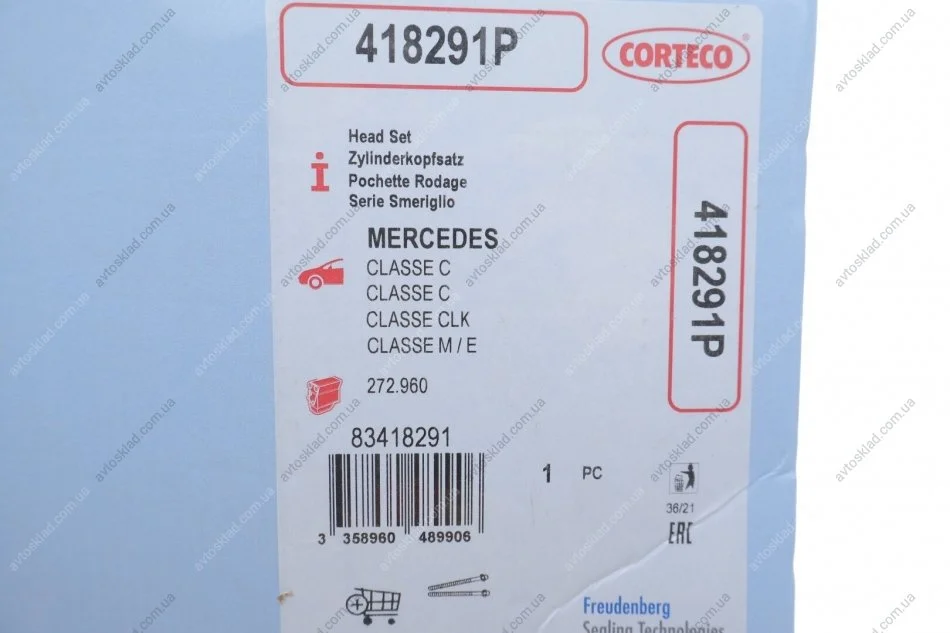 418291P
CORTECO
Head Set
Zylinderkopfsatz
Pochette Rodage
Serie Smeriglio
MERCEDES
CLASSE C
CLASSE C
CLASSE CLK
CLASSE M / E
272.960
418291P
83418291
3 358960 489906
1 PC
36/21
EAC
Freudenberg
Sealing Technologies
avtosklad.com.ua